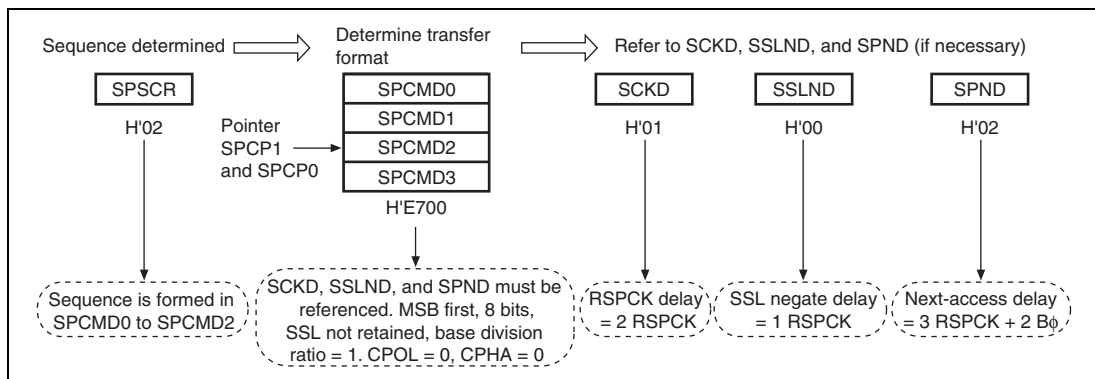 Sequence determined
Determine transfer
format
Refer to SCKD, SSLND, and SPND (if necessary)
SPSCR
H'02
Pointer
SPCP1
and SPCP0
SPCMD0
SPCMD1
SPCMD2
SPCMD3
H'E700
SCKD
H'01
SSLND
H'00
SPND
H'02
Sequence is formed in
SPCMD0 to SPCMD2
SCKD, SSLND, and SPND must be
referenced. MSB first, 8 bits,
SSL not retained, base division
ratio = 1. CPOL = 0, CPHA = 0
RSPCK delay
= 2 RSPCK
SSL negate delay
= 1 RSPCK
Next-access delay
= 3 RSPCK + 2 Bφ